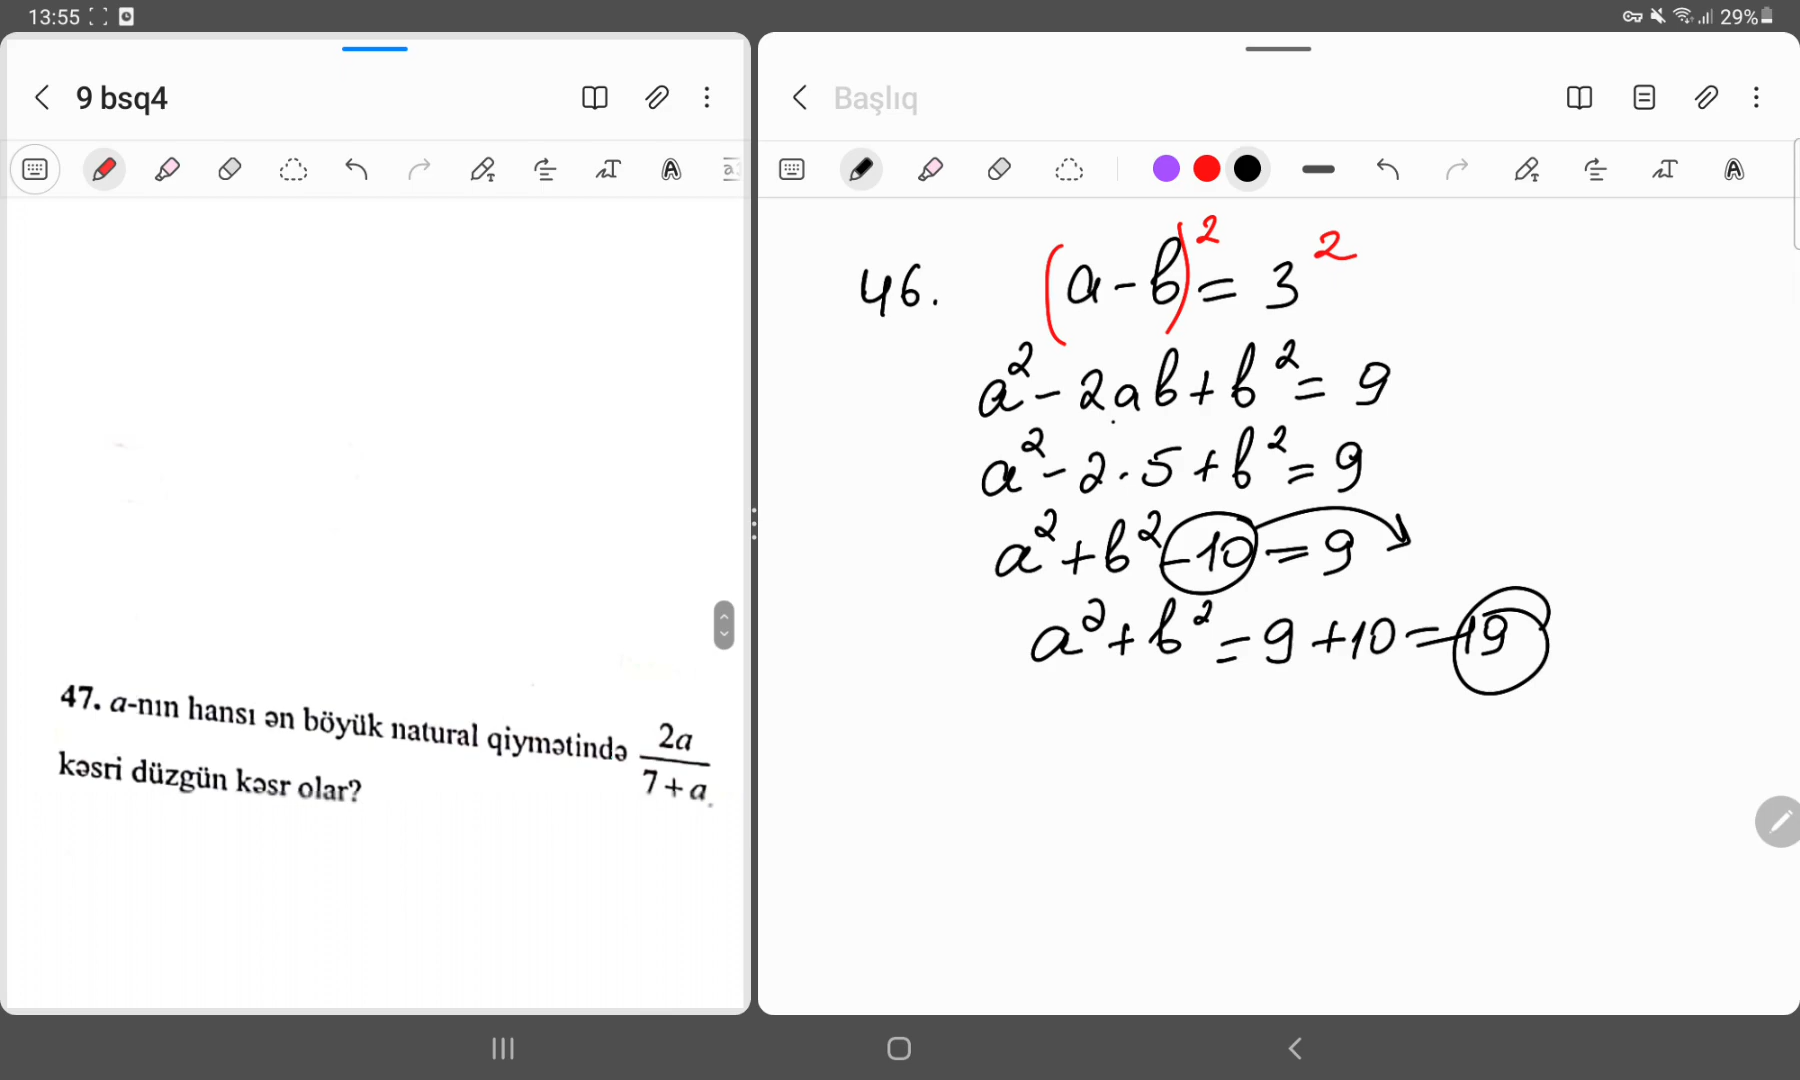 13:55
29%
9 bsq4
47. a-nın hansı ən böyük natural qiymətində 2a / 7 + a
kəsri düzgün kəsr olar?
Başlıq
46. (a - b)² = 3²
a² - 2ab + b² = 9
a² - 2 · 5 + b² = 9
a² + b² - 10 = 9
a² + b² = 9 + 10 = 19